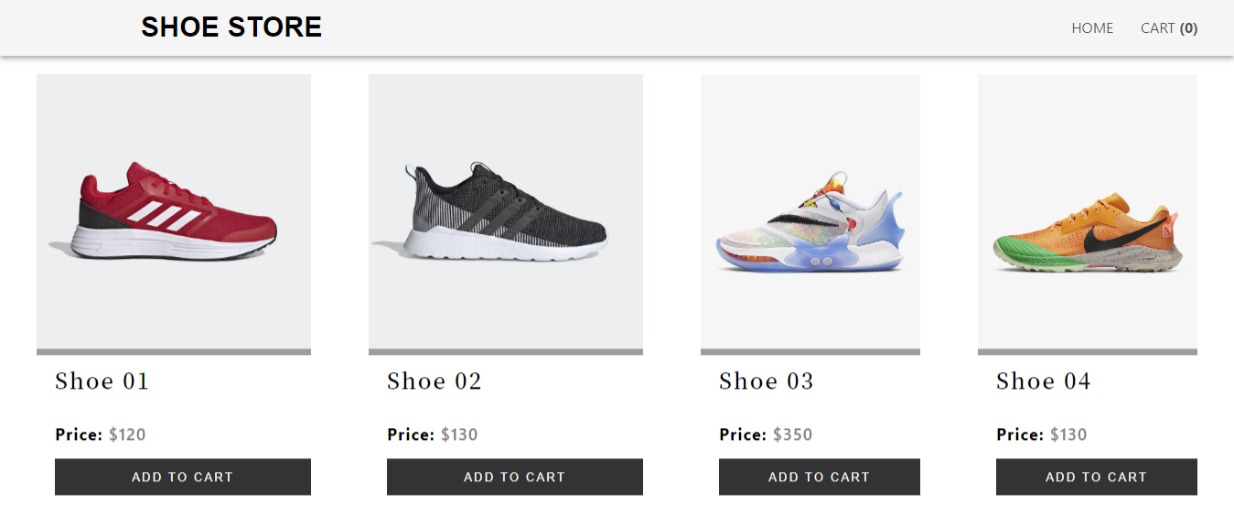 SHOE STORE
HOME CART (0)
Shoe 01
Price: $120
ADD TO CART
Shoe 02
Price: $130
ADD TO CART
Shoe 03
Price: $350
ADD TO CART
Shoe 04
Price: $130
ADD TO CART